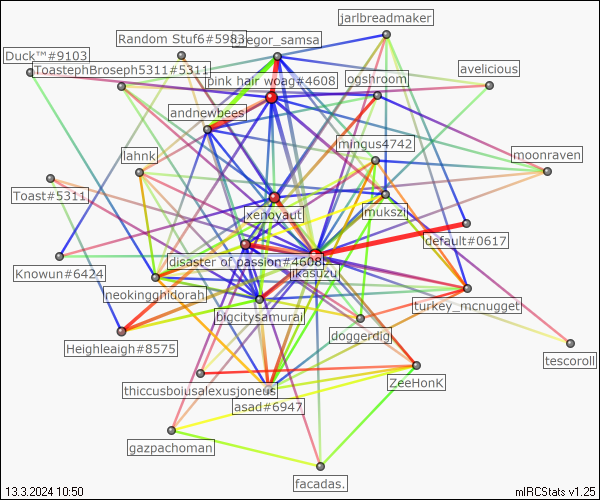 jarlbreadmaker
Random Stuf6#5983
egor_samsa
Duck™#9103
ToastephBroseph5311#5311
pink hair woag#4608
ogshroom
avelicious
andnewbees
mingus4742
lahnk
moonraven
Toast#5311
xenoyaut
mukszi
default#0617
disaster of passion#4608
Knowun#6424
ikasuzu
neokingghidorah
turkey_mcnugget
bigcitysamurai
doggerdig
Heighleaigh#8575
tescoroll
thiccusboiusalexusjoneus
ZeeHonK
asad#6947
gazpachoman
facadas.
13.3.2024 10:50
mIRCStats v1.25